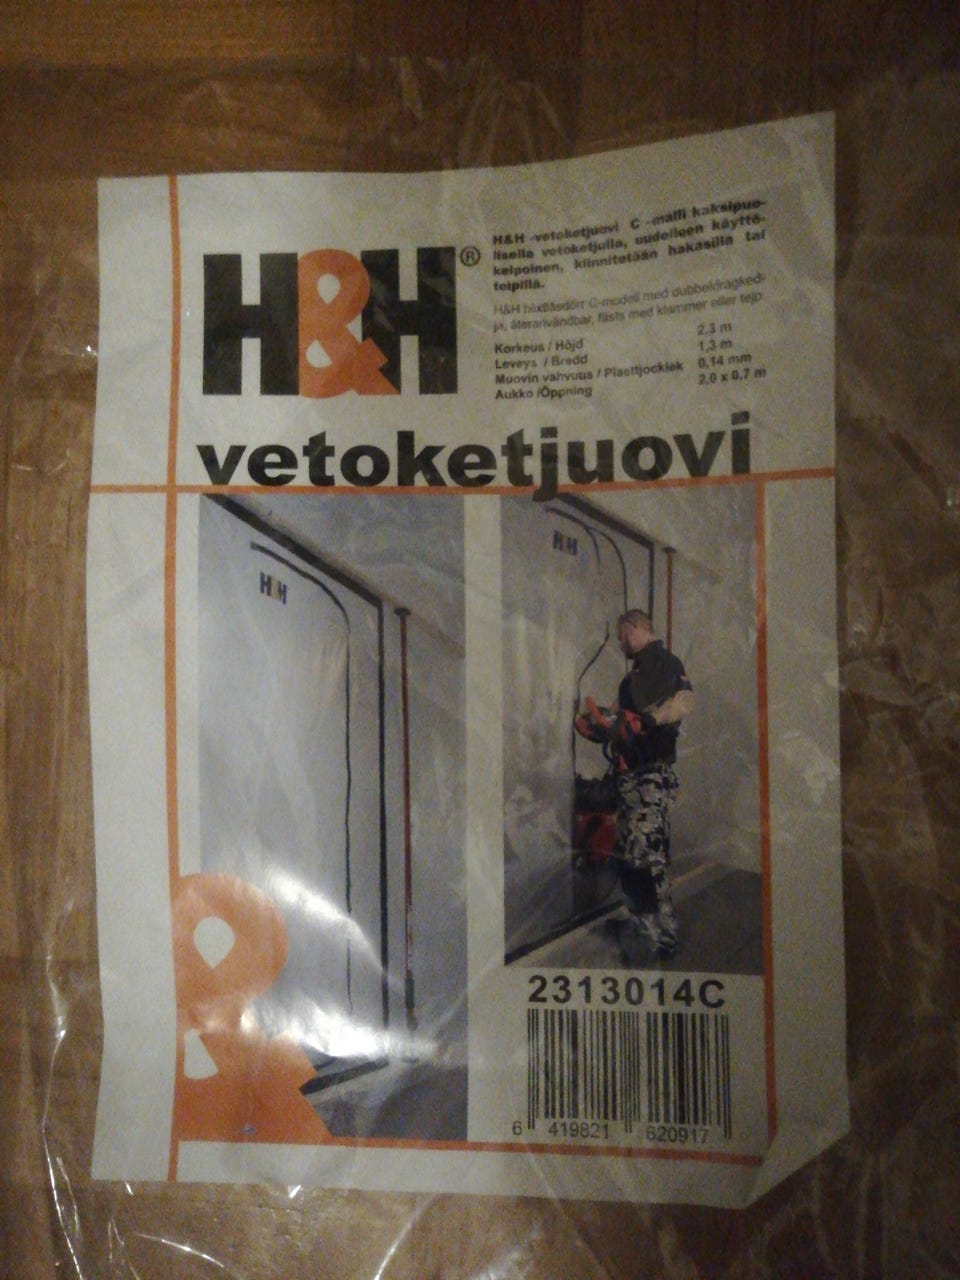 H&H®
H&H -vetoketjuovi C -malli kaksipuo-
lisella vetoketjulla, uudelleen käyttö-
kelpoinen, kiinnitetään hakasilla tai
teipillä.
H&H blixtlåsdörr C-modell med dubbeldragked-
ja, återanvändbar, fästs med klammer eller tejp.
Korkeus / Höjd 2,3 m
Leveys / Bredd 1,3 m
Muovin vahvuus / Plasttjocklek 0,14 mm
Aukko /Öppning 2,0 x 0,7 m
vetoketjuovi
H&H
H&H
&
2313014C
6 419821 620917